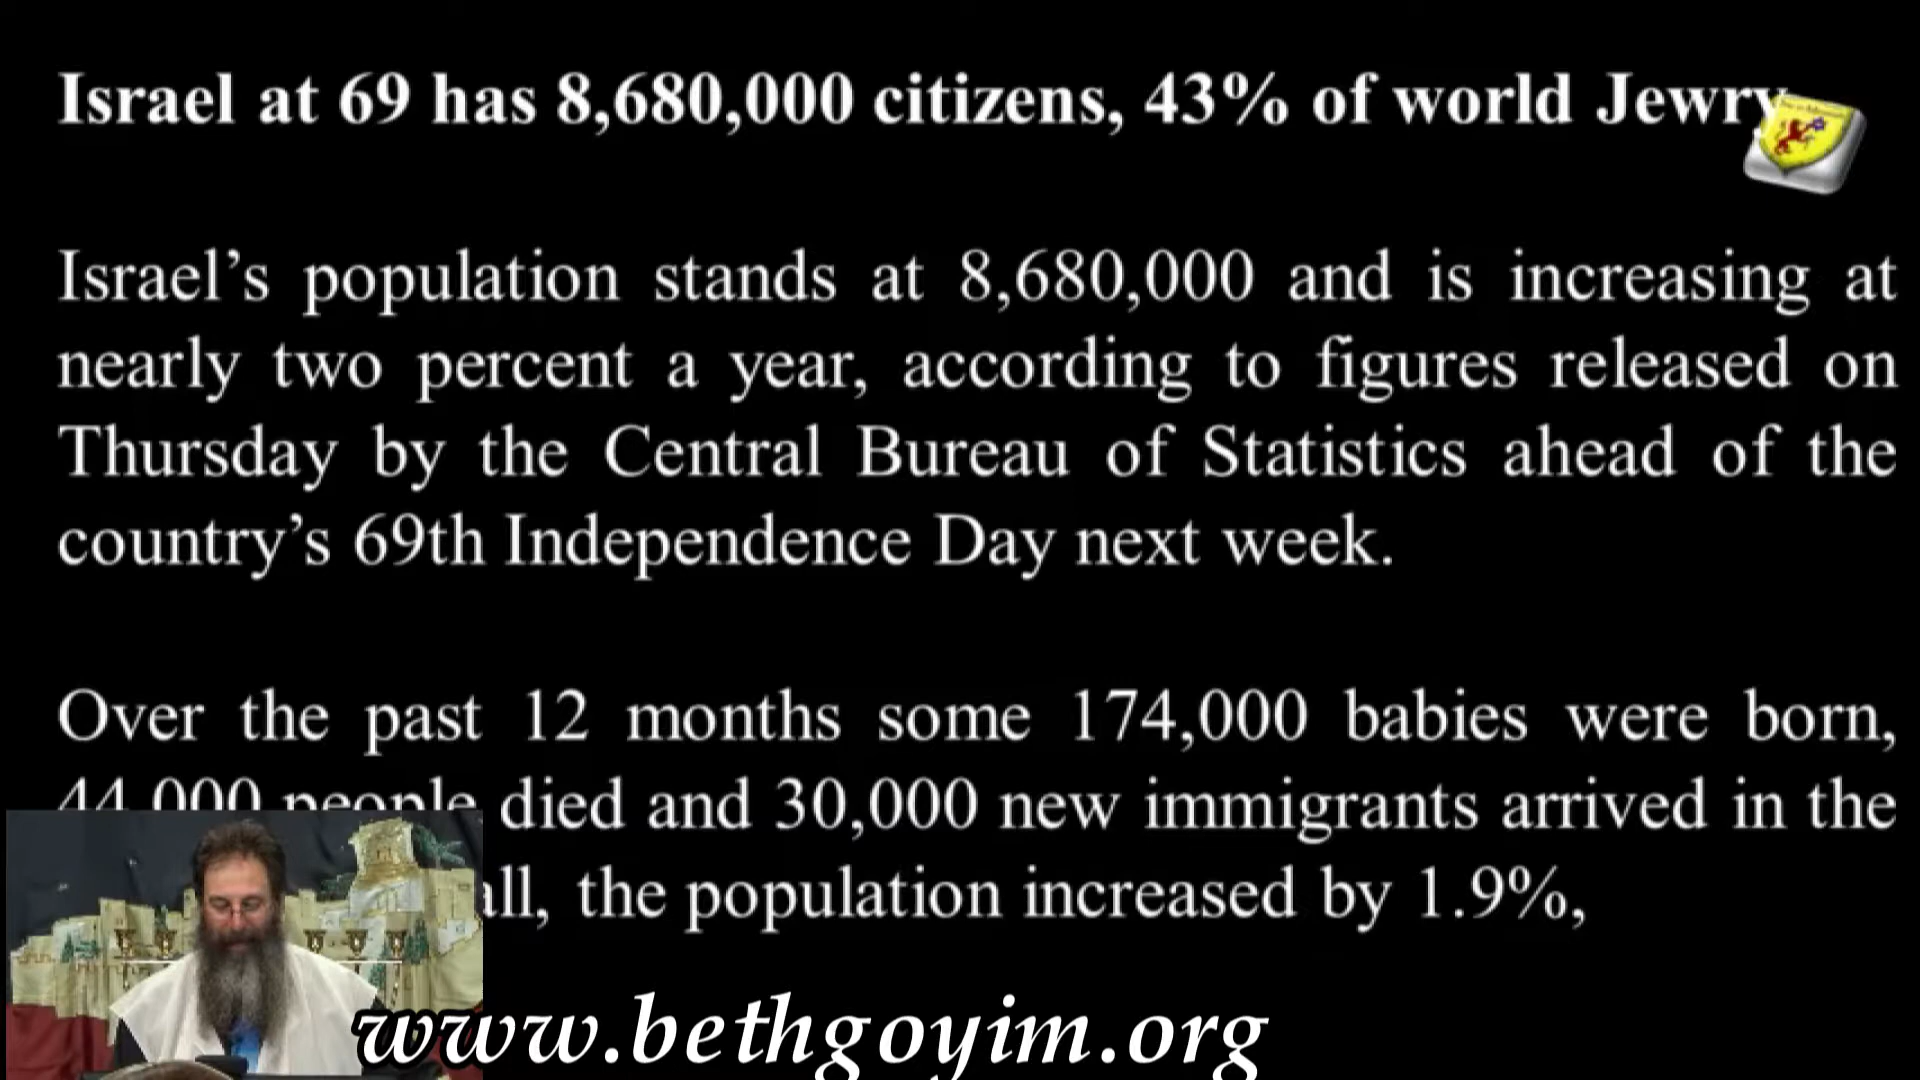 Israel at 69 has 8,680,000 citizens, 43% of world Jewry
Israel’s population stands at 8,680,000 and is increasing at
nearly two percent a year, according to figures released on
Thursday by the Central Bureau of Statistics ahead of the
country’s 69th Independence Day next week.
Over the past 12 months some 174,000 babies were born,
44,000 people died and 30,000 new immigrants arrived in the
all, the population increased by 1.9%,
www.bethgoyim.org